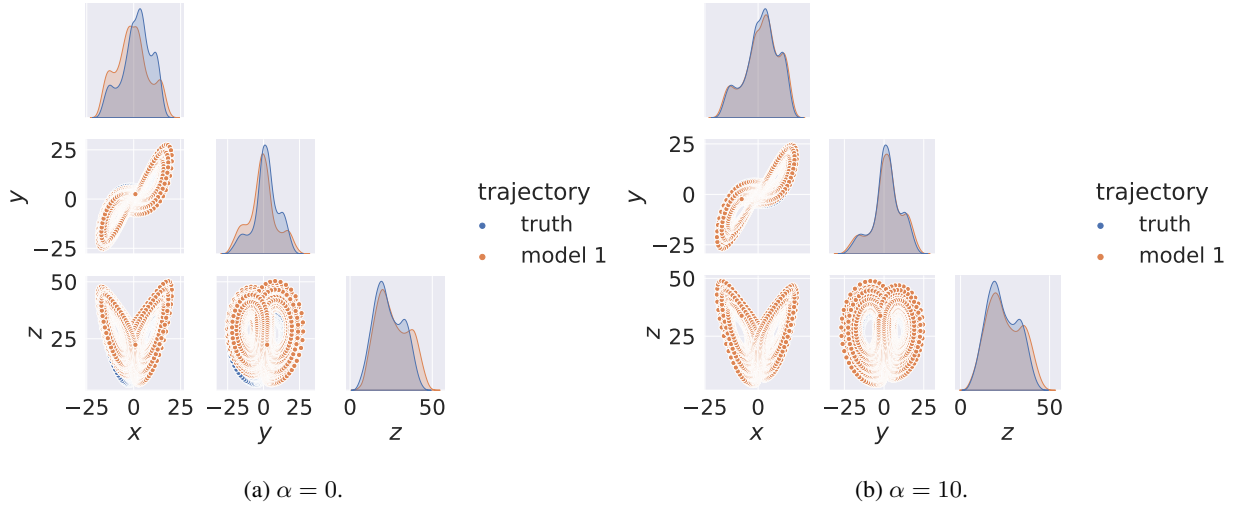 25
0
−25
y
trajectory
truth
model 1
50
25
z
−25 0 25
x
−25 0 25
y
0 50
z
(a) α = 0.
25
0
−25
y
trajectory
truth
model 1
50
25
z
−25 0
x
0 25
y
0 50
z
(b) α = 10.